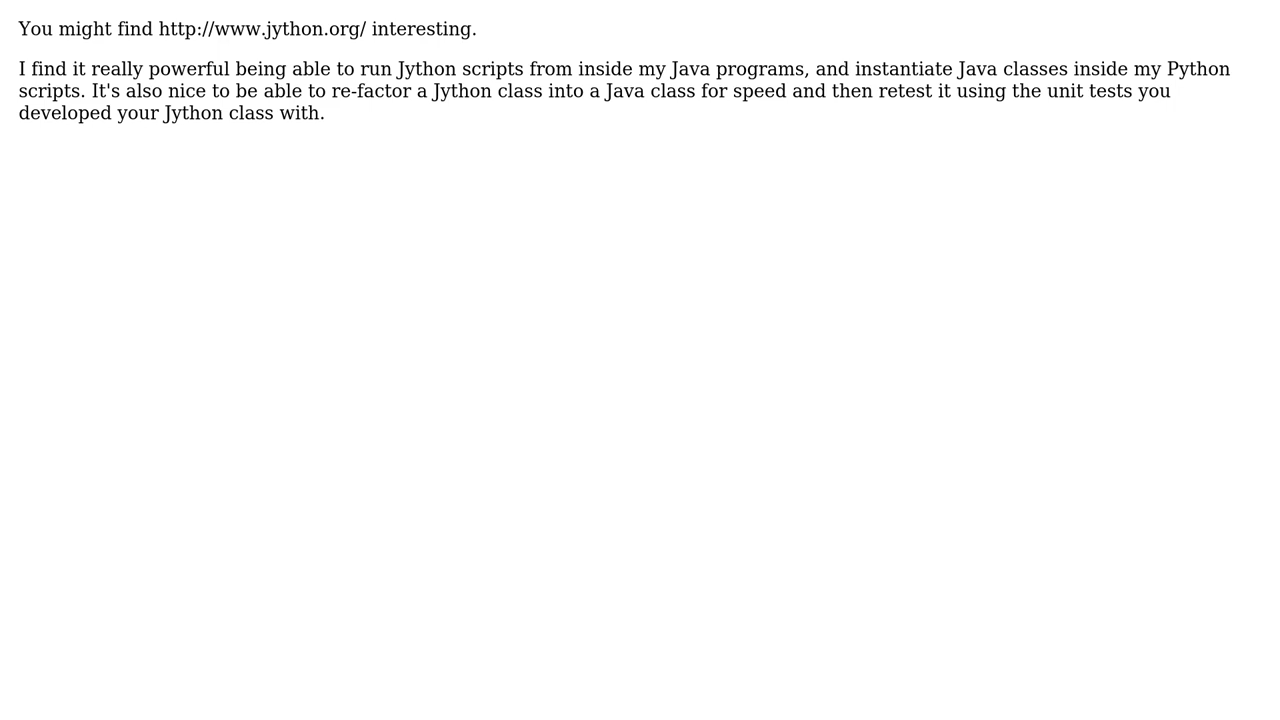 You might find http://www.jython.org/ interesting.
I find it really powerful being able to run Jython scripts from inside my Java programs, and instantiate Java classes inside my Python
scripts. It's also nice to be able to re-factor a Jython class into a Java class for speed and then retest it using the unit tests you
developed your Jython class with.